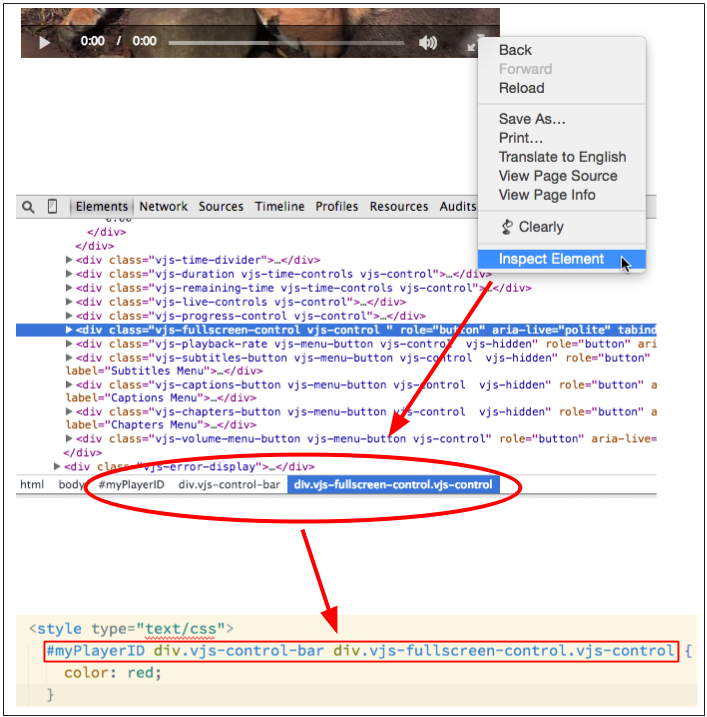 0:00 / 0:00
Back
Forward
Reload
Save As...
Print...
Translate to English
View Page Source
View Page Info
Clearly
Inspect Element
Elements Network Sources Timeline Profiles Resources Audits
0:00
</div>
</div>
▶<div class="vjs-time-divider">…</div>
▶<div class="vjs-duration vjs-time-controls vjs-control">…</div>
▶<div class="vjs-remaining-time vjs-time-controls vjs-control">…</div>
▶<div class="vjs-live-controls vjs-control">…</div>
▶<div class="vjs-progress-control vjs-control">…</div>
▶<div class="vjs-fullscreen-control vjs-control " role="button" aria-live="polite" tabind
▶<div class="vjs-playback-rate vjs-menu-button vjs-control  vjs-hidden" role="button" ari
▶<div class="vjs-subtitles-button vjs-menu-button vjs-control  vjs-hidden" role="button"
label="Subtitles Menu">…</div>
▶<div class="vjs-captions-button vjs-menu-button vjs-control  vjs-hidden" role="button" a
label="Captions Menu">…</div>
▶<div class="vjs-chapters-button vjs-menu-button vjs-control  vjs-hidden" role="button" a
label="Chapters Menu">…</div>
▶<div class="vjs-volume-menu-button vjs-menu-button vjs-control" role="button" aria-live=
</div>
▶<div class="vjs-error-display">…</div>
html body #myPlayerID div.vjs-control-bar div.vjs-fullscreen-control.vjs-control
<style type="text/css">
#myPlayerID div.vjs-control-bar div.vjs-fullscreen-control.vjs-control {
color: red;
}